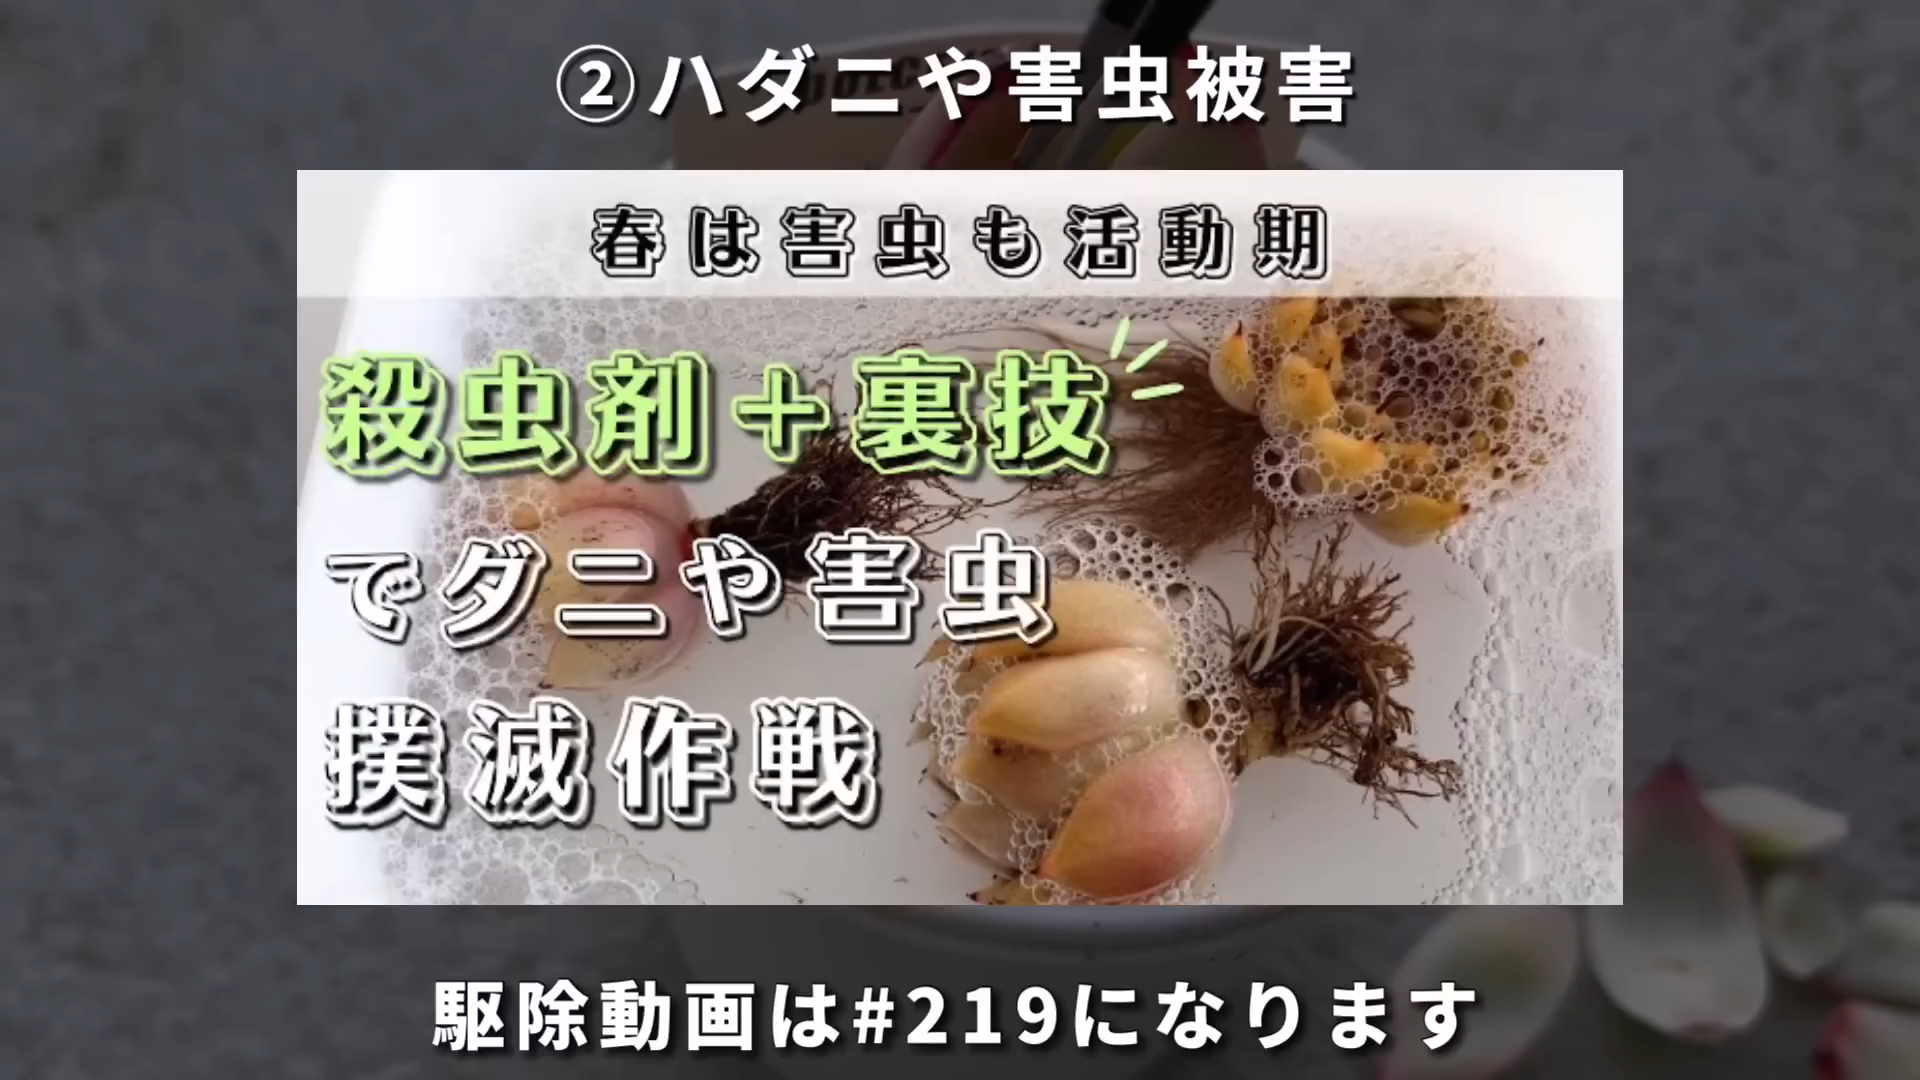 ②ハダニや害虫被害
春は害虫も活動期
殺虫剤+裏技
でダニや害虫
撲滅作戦
駆除動画は#219になります